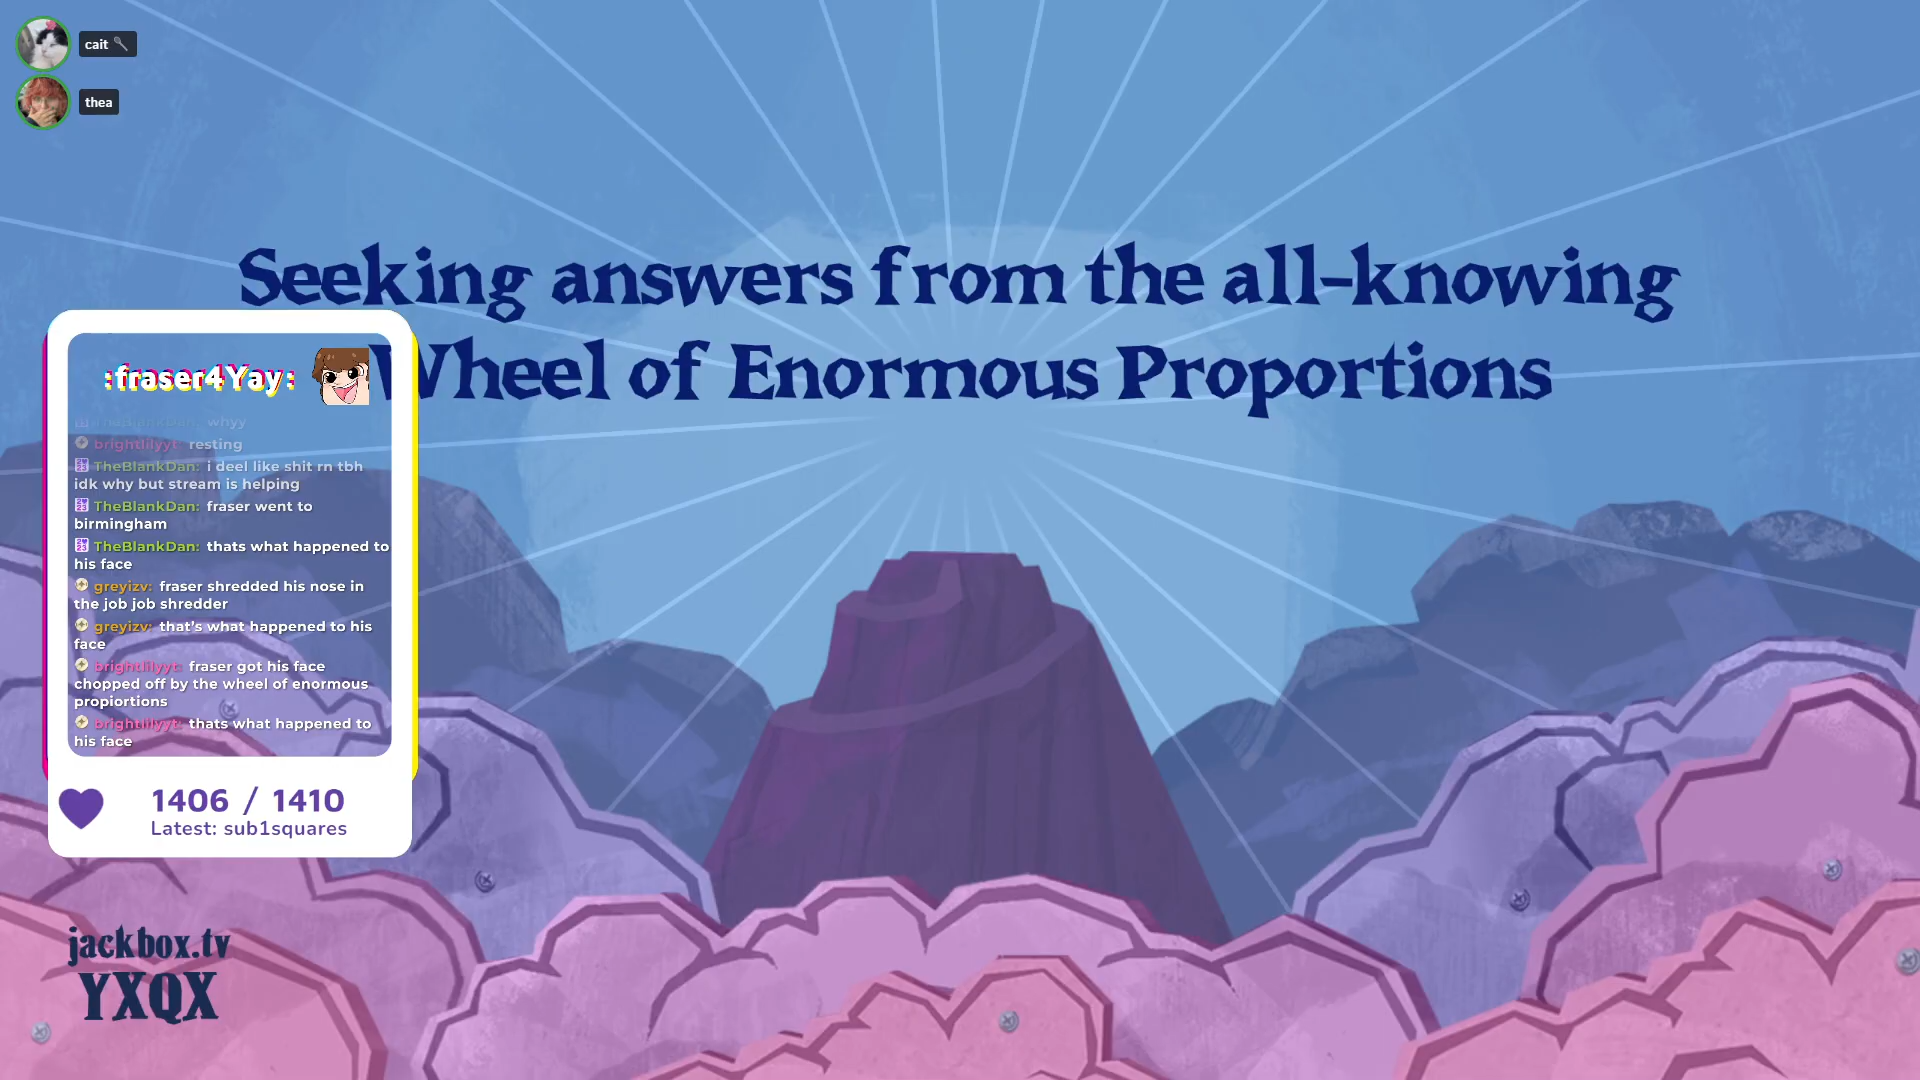 cait
thea
Seeking answers from the all-knowing
Wheel of Enormous Proportions
:fraser4Yay:
TheBlankDan: whyy
brightlilyyt: resting
TheBlankDan: i deel like shit rn tbh
idk why but stream is helping
TheBlankDan: fraser went to
birmingham
TheBlankDan: thats what happened to
his face
greyizv: fraser shredded his nose in
the job job shredder
greyizv: that's what happened to his
face
brightlilyyt: fraser got his face
chopped off by the wheel of enormous
propiortions
brightlilyyt: thats what happened to
his face
1406 / 1410
Latest: sub1squares
jackbox.tv
YXQX